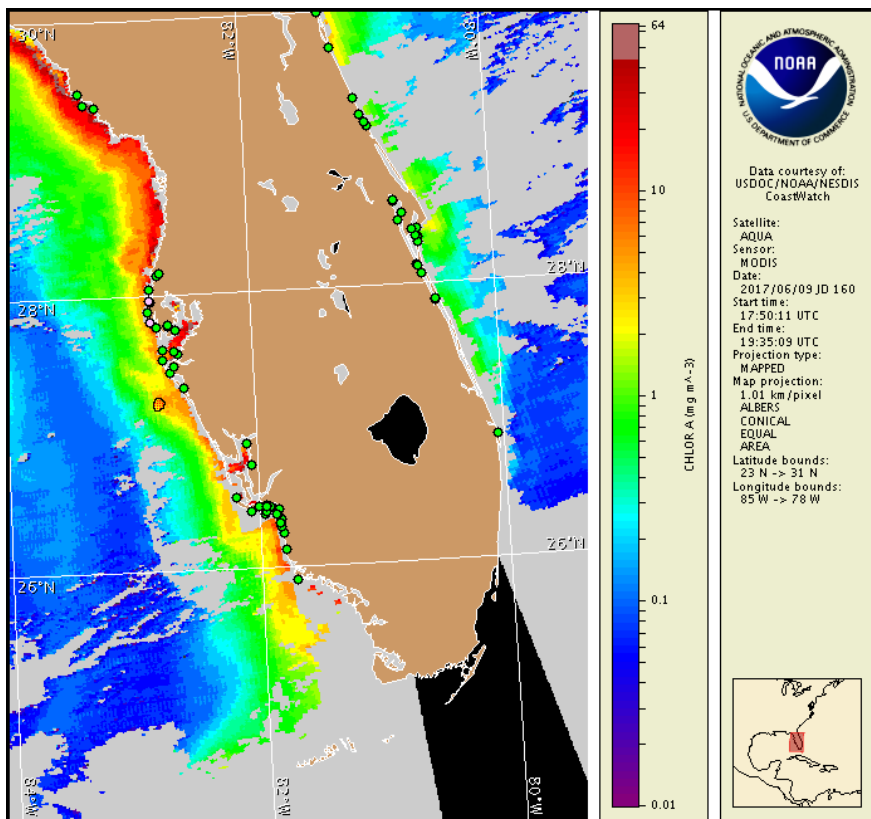 30°N
82°W
80°W
28°N
28°N
26°N
26°N
84°W
82°W
80°W
64
10
1
0.1
0.01
CHLOR A (mg m^-3)
NATIONAL OCEANIC AND ATMOSPHERIC ADMINISTRATION
NOAA
U.S. DEPARTMENT OF COMMERCE
Data courtesy of:
USDOC/NOAA/NESDIS
CoastWatch
Satellite:
AQUA
Sensor:
MODIS
Date:
2017/06/09 JD 160
Start time:
17:50:11 UTC
End time:
19:35:09 UTC
Projection type:
MAPPED
Map projection:
1.01 km/pixel
ALBERS
CONICAL
EQUAL
AREA
Latitude bounds:
23 N -> 31 N
Longitude bounds:
85 W -> 78 W